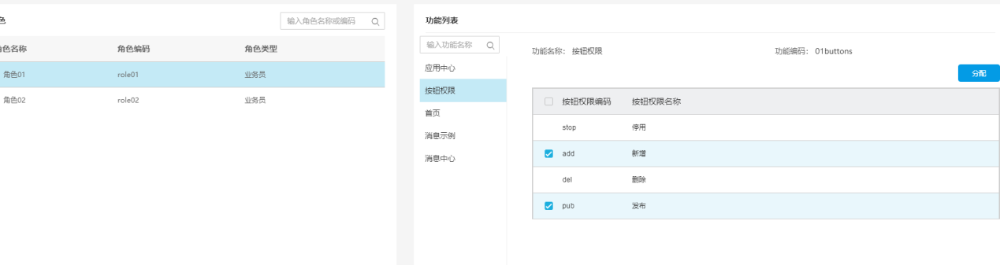 色
输入角色名称或编码
角色名称 角色编码 角色类型
角色01 role01 业务员
角色02 role02 业务员
功能列表
输入功能名称
应用中心
按钮权限
首页
消息示例
消息中心
功能名称: 按钮权限 功能编码: 01buttons
分配
按钮权限编码 按钮权限名称
stop 停用
add 新增
del 删除
pub 发布